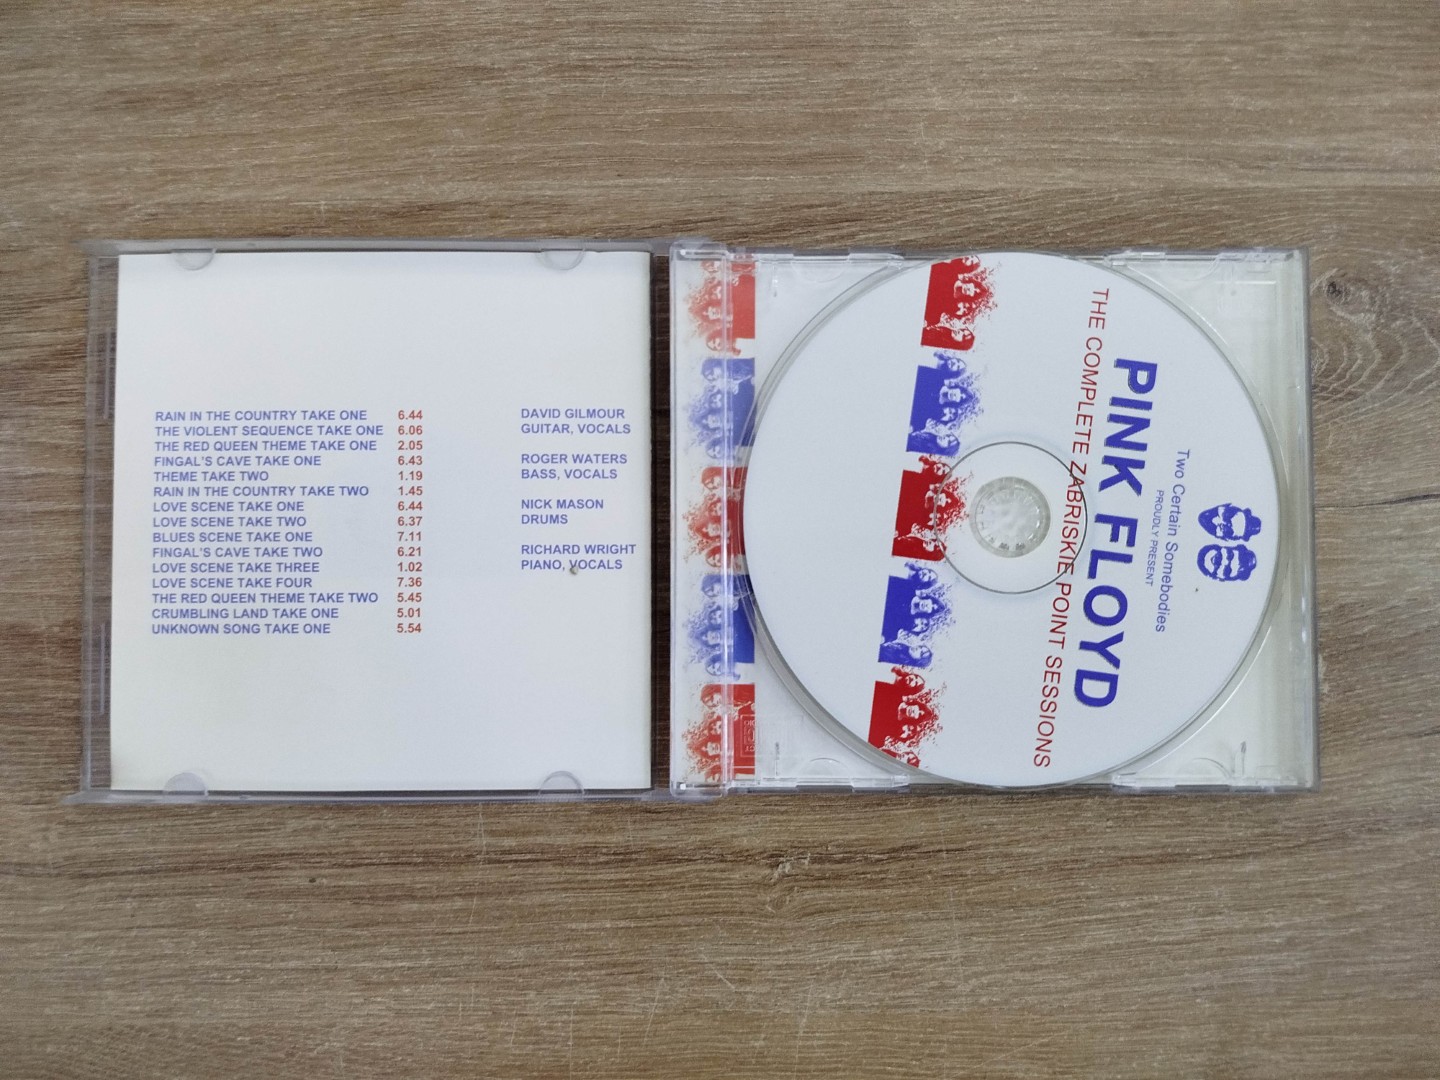 RAIN IN THE COUNTRY TAKE ONE 6.44
THE VIOLENT SEQUENCE TAKE ONE 6.06
THE RED QUEEN THEME TAKE ONE 2.05
FINGAL'S CAVE TAKE ONE 6.43
THEME TAKE TWO 1.19
RAIN IN THE COUNTRY TAKE TWO 1.45
LOVE SCENE TAKE ONE 6.44
LOVE SCENE TAKE TWO 6.37
BLUES SCENE TAKE ONE 7.11
FINGAL'S CAVE TAKE TWO 6.21
LOVE SCENE TAKE THREE 1.02
LOVE SCENE TAKE FOUR 7.36
THE RED QUEEN THEME TAKE TWO 5.45
CRUMBLING LAND TAKE ONE 5.01
UNKNOWN SONG TAKE ONE 5.54
DAVID GILMOUR
GUITAR, VOCALS
ROGER WATERS
BASS, VOCALS
NICK MASON
DRUMS
RICHARD WRIGHT
PIANO, VOCALS
Two Certain Somebodies
PROUDLY PRESENT
PINK FLOYD
THE COMPLETE ZABRISKIE POINT SESSIONS